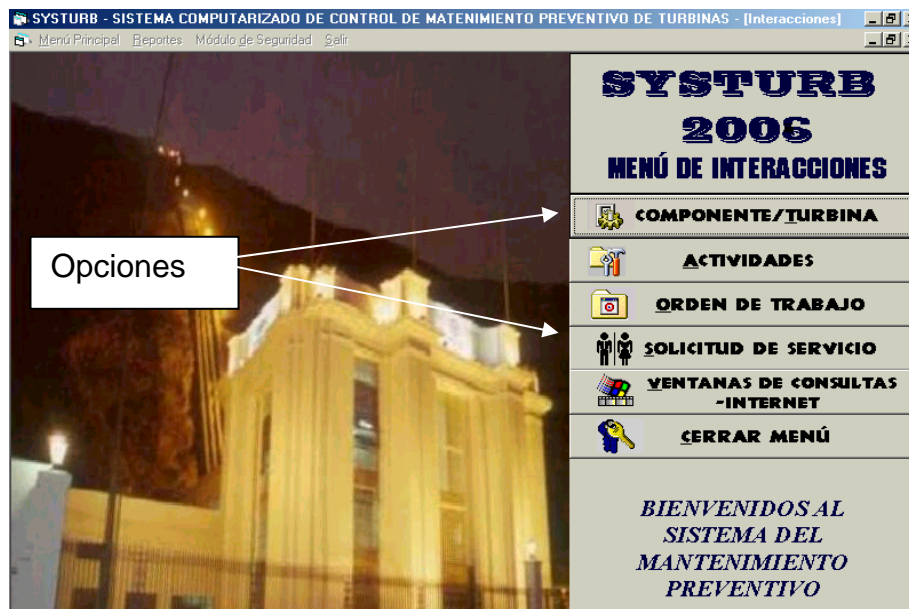 SYSTURB - SISTEMA COMPUTARIZADO DE CONTROL DE MATENIMIENTO PREVENTIVO DE TURBINAS - [Interacciones]
Menú Principal Reportes Módulo de Seguridad Salir
SYSTURB
2006
MENÚ DE INTERACCIONES
COMPONENTE/TURBINA
Opciones
ACTIVIDADES
ORDEN DE TRABAJO
SOLICITUD DE SERVICIO
VENTANAS DE CONSULTAS
-INTERNET
CERRAR MENÚ
BIENVENIDOS AL
SISTEMA DEL
MANTENIMIENTO
PREVENTIVO